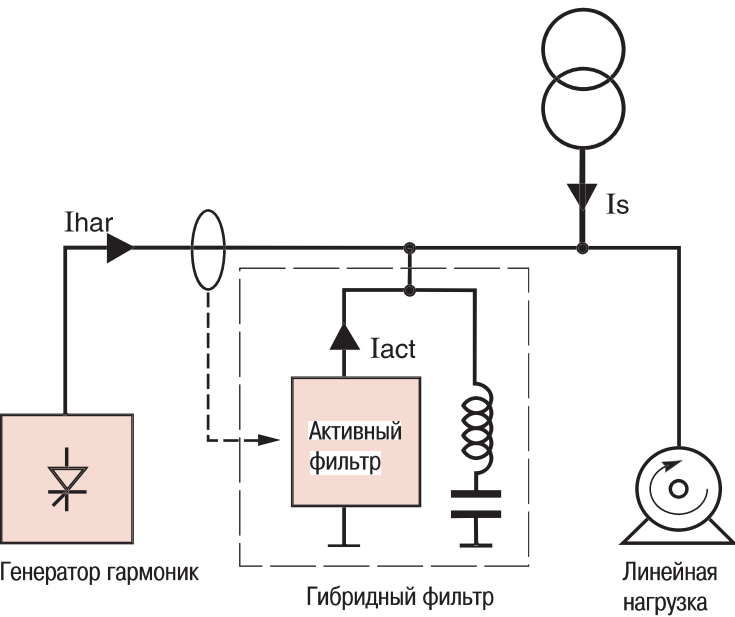 Is
Ihar
Iact
Активный
фильтр
Генератор гармоник
Гибридный фильтр
Линейная
нагрузка